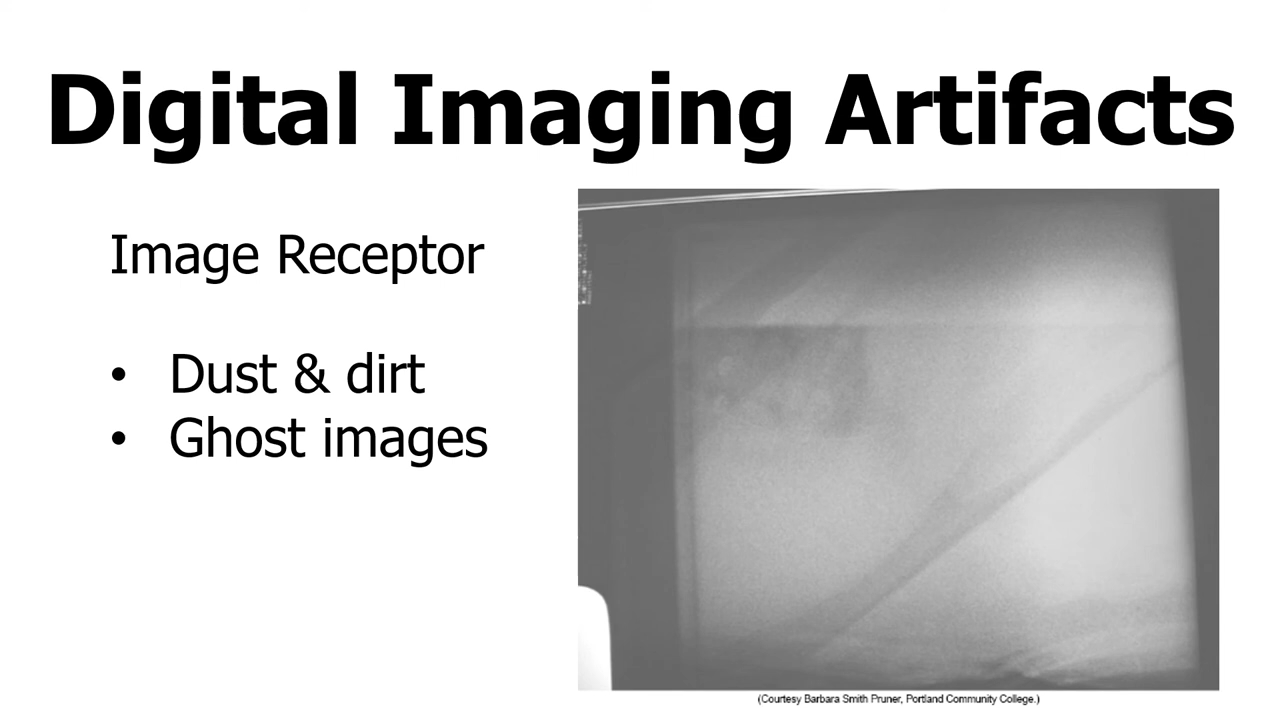 Digital Imaging Artifacts
Image Receptor
• Dust & dirt
• Ghost images
(Courtesy Barbara Smith Pruner, Portland Community College.)